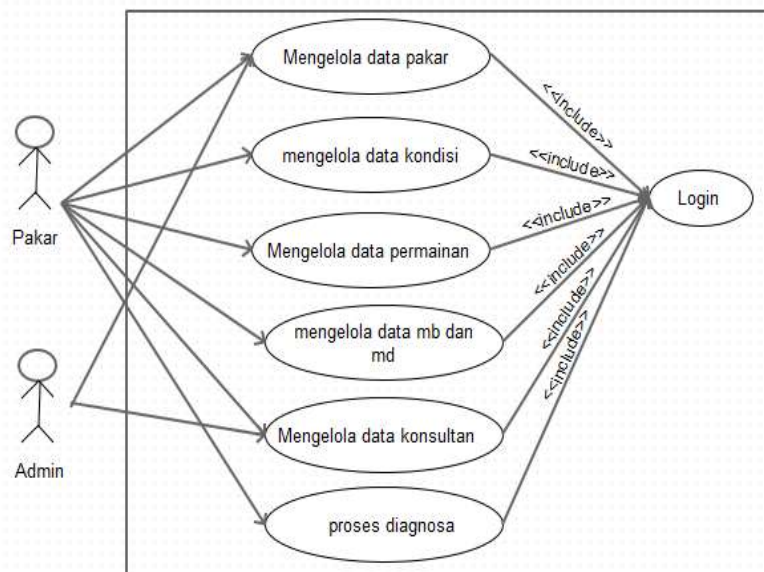 Mengelola data pakar
<<include>>
mengelola data kondisi
<<include>>
Login
Pakar
Mengelola data permainan
<<include>>
mengelola data mb dan
md
<<include>>
Admin
Mengelola data konsultan
<<include>>
proses diagnosa
<<include>>